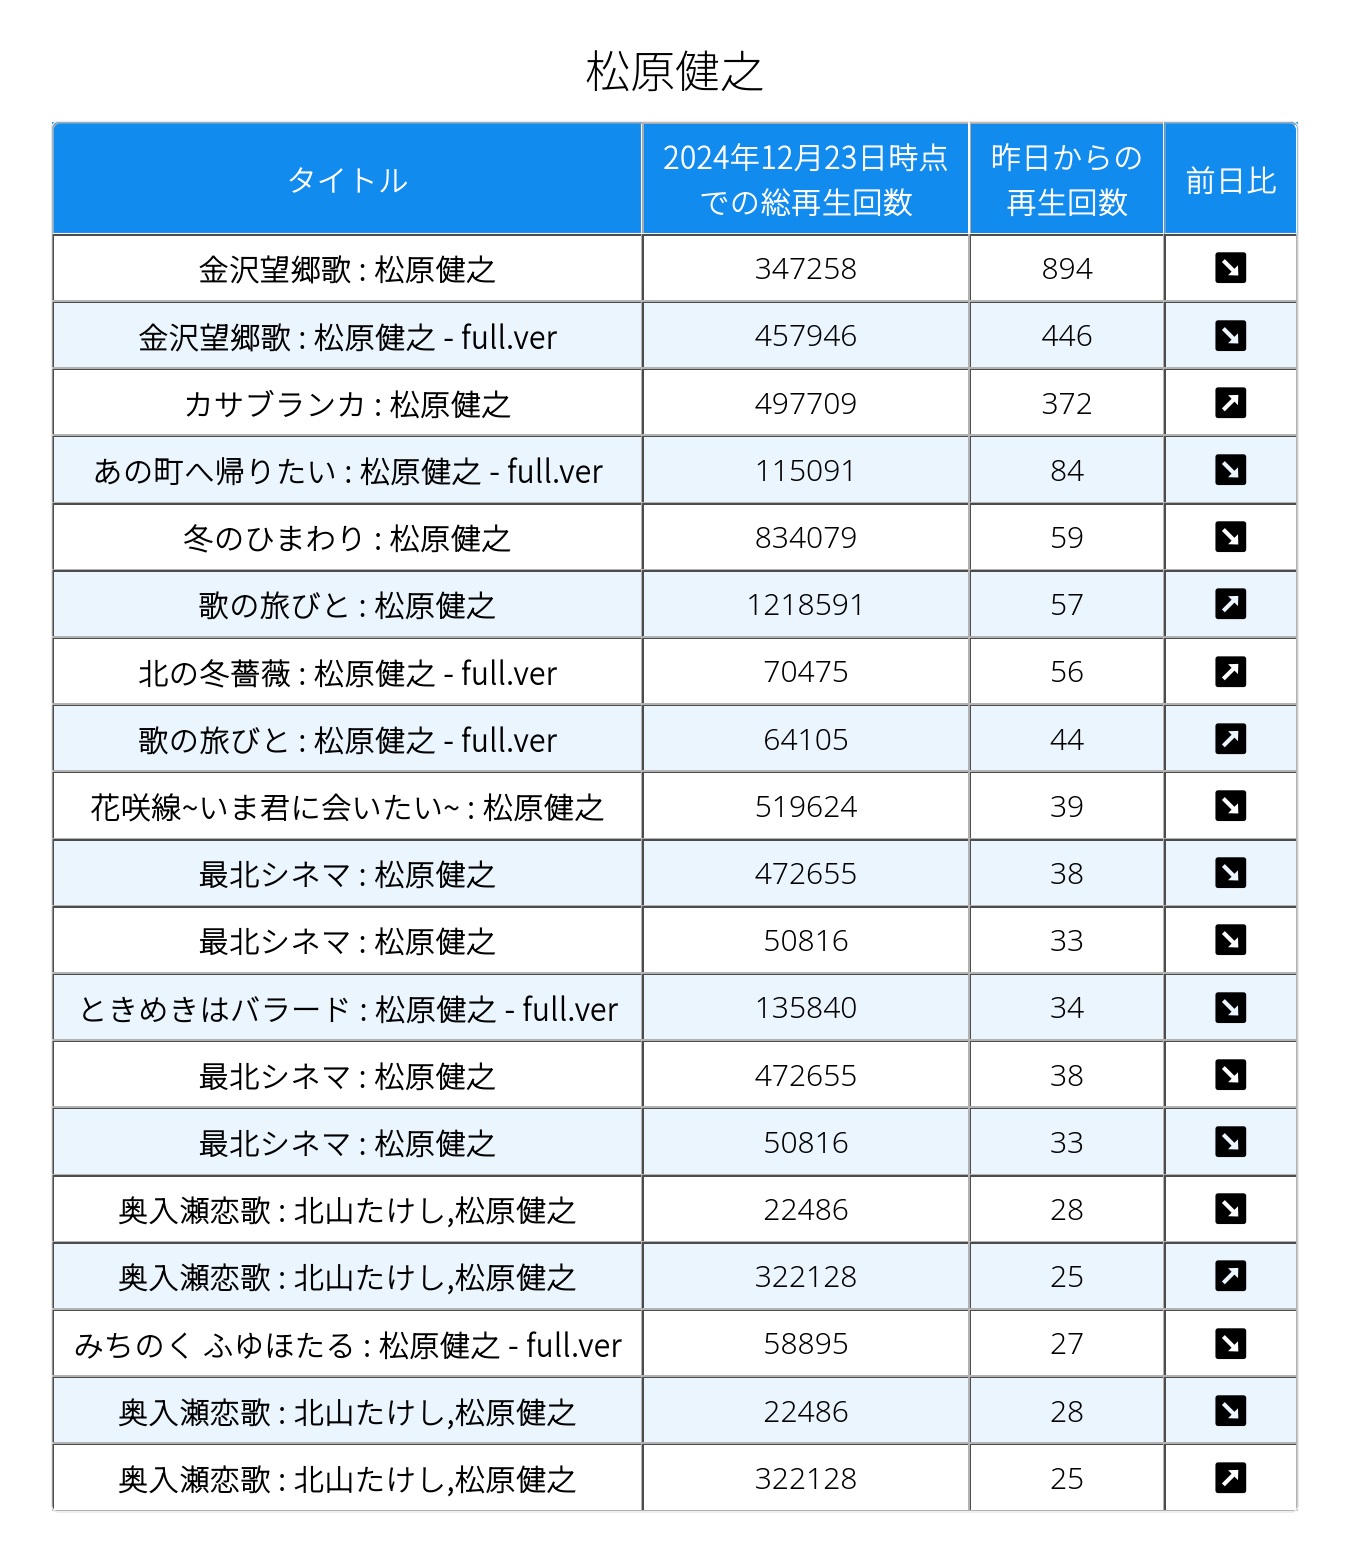 松原健之
タイトル
2024年12月23日時点
での総再生回数
昨日からの
再生回数
前日比
金沢望郷歌 : 松原健之 347258 894
金沢望郷歌 : 松原健之 - full.ver 457946 446
カサブランカ : 松原健之 497709 372
あの町へ帰りたい : 松原健之 - full.ver 115091 84
冬のひまわり : 松原健之 834079 59
歌の旅びと : 松原健之 1218591 57
北の冬薔薇 : 松原健之 - full.ver 70475 56
歌の旅びと : 松原健之 - full.ver 64105 44
花咲線~いま君に会いたい~ : 松原健之 519624 39
最北シネマ : 松原健之 472655 38
最北シネマ : 松原健之 50816 33
ときめきはバラード : 松原健之 - full.ver 135840 34
最北シネマ : 松原健之 472655 38
最北シネマ : 松原健之 50816 33
奥入瀬恋歌 : 北山たけし,松原健之 22486 28
奥入瀬恋歌 : 北山たけし,松原健之 322128 25
みちのく ふゆほたる : 松原健之 - full.ver 58895 27
奥入瀬恋歌 : 北山たけし,松原健之 22486 28
奥入瀬恋歌 : 北山たけし,松原健之 322128 25